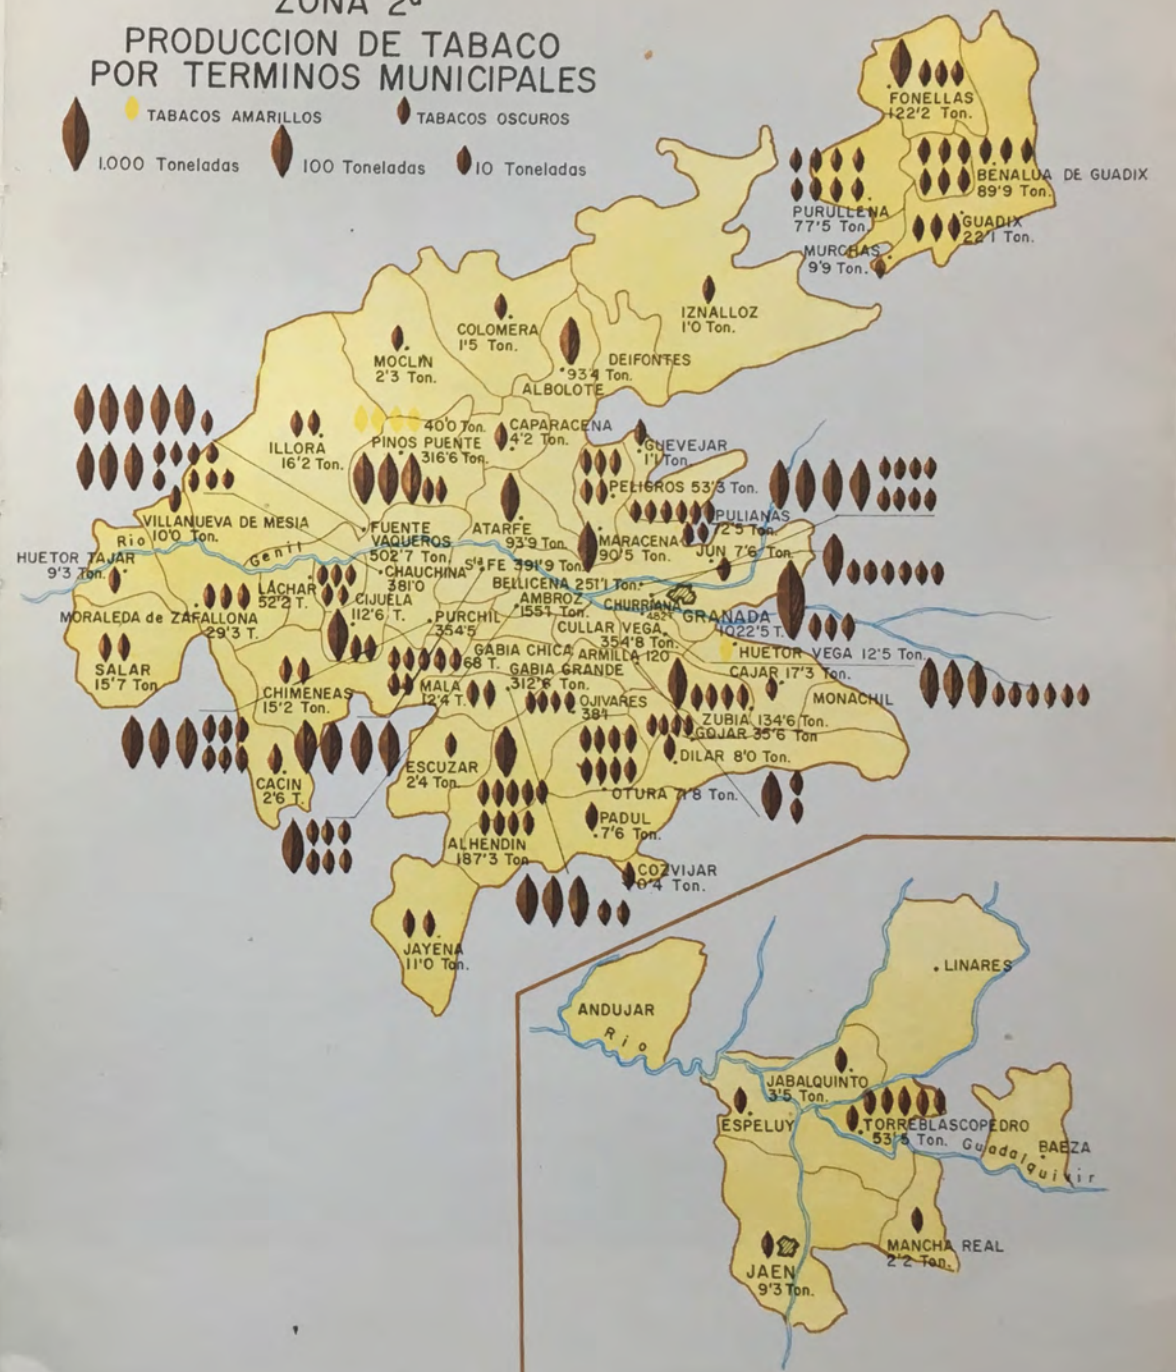 ZONA 2ª
PRODUCCION DE TABACO
POR TERMINOS MUNICIPALES
TABACOS AMARILLOS
TABACOS OSCUROS
1.000 Toneladas
100 Toneladas
10 Toneladas
FONELLAS
122'2 Ton.
BENALUA DE GUADIX
89'9 Ton.
PURULLENA
77'5 Ton.
GUADIX
22'1 Ton.
MURCHAS
9'9 Ton.
IZNALLOZ
1'0 Ton.
COLOMERA
1'5 Ton.
MOCLIN
2'3 Ton.
DEIFONTES
93'4 Ton.
ALBOLOTE
ILLORA
16'2 Ton.
40'0 Ton.
PINOS PUENTE
316'6 Ton.
CAPARACENA
4'2 Ton.
GUEVEJAR
1'1 Ton.
PELIGROS 53'3 Ton.
PULIANAS
72'5 Ton.
VILLANUEVA DE MESIA
10'0 Ton.
FUENTE
VAQUEROS
502'7 Ton.
ATARFE
93'9 Ton.
MARACENA
90'5 Ton.
JUN 7'6 Ton.
Rio
Genil
HUETOR TAJAR
9'3 Ton.
CHAUCHINA
381'0
Sta FE 391'9 Ton.
BELLICENA 251'1 Ton.
LACHAR
52'2 T.
CIJUELA
112'6 T.
AMBROZ
155'1 Ton.
CHURRIANA
482'1
GRANADA
1022'5 T.
MORALEDA de ZAFALLONA
29'3 T.
PURCHIL
354'5
CULLAR VEGA
354'8 Ton.
HUETOR VEGA 12'5 Ton.
SALAR
15'7 Ton
GABIA CHICA
68 T.
ARMILLA 120
GABIA GRANDE
312'6 Ton.
CAJAR 17'3 Ton.
CHIMENEAS
15'2 Ton.
MALA
12'4 T.
OJIVARES
38'1
MONACHIL
ZUBIA 134'6 Ton.
GOJAR 35'6 Ton
DILAR 8'0 Ton.
CACIN
2'6 T.
ESCUZAR
2'4 Ton.
OTURA 71'8 Ton.
PADUL
7'6 Ton.
ALHENDIN
187'3 Ton
COZVIJAR
0'4 Ton.
JAYENA
11'0 Ton.
LINARES
ANDUJAR
Rio
JABALQUINTO
3'5 Ton.
ESPELUY
TORREBLASCOPEDRO
53'5 Ton.
Guadalquivir
BAEZA
MANCHA REAL
2'2 Ton.
JAEN
9'3 Ton.